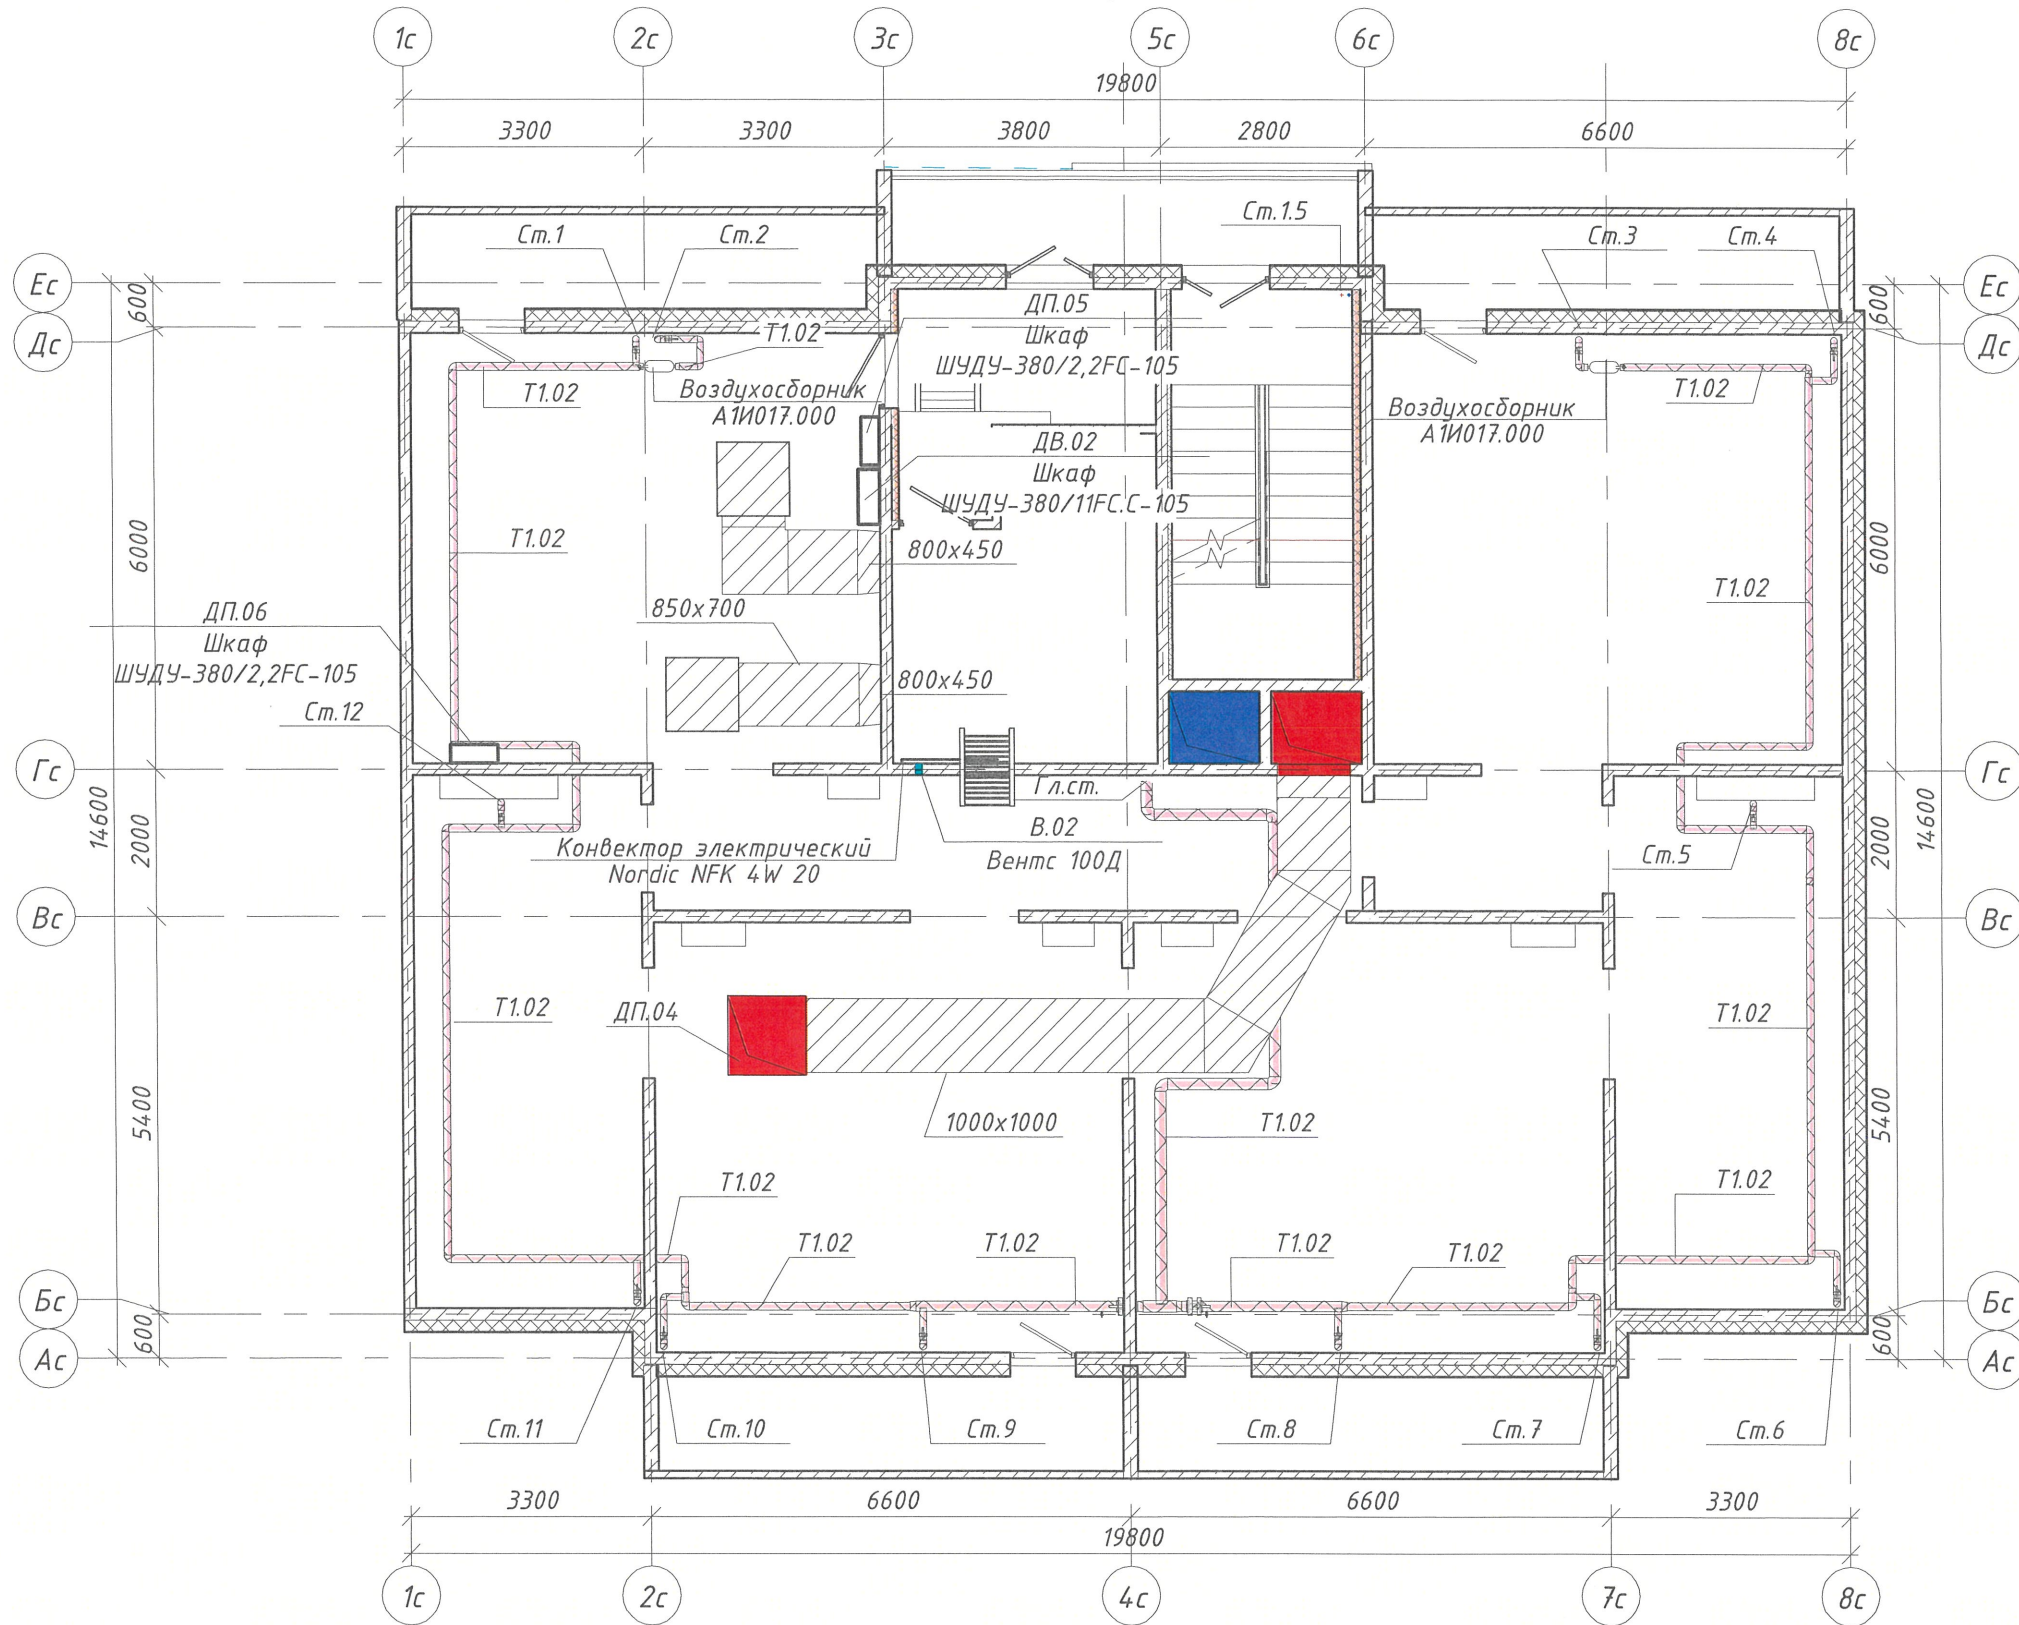 1с 2с 3с 5с 6с 8с
19800
3300 3300 3800 2800 6600
Ст.1 Ст.2 Ст.1.5 Ст.3 Ст.4
Ес 600 600 Ес
Дс Дс
ДП.05
Шкаф
ШУДУ-380/2,2FC-105
Т1.02
Т1.02
Воздухосборник
А1И017.000
Т1.02
Воздухосборник
А1И017.000
ДВ.02
Шкаф
ШУДУ-380/11FC.C-105
6000 Т1.02 800х450 6000
14600 Т1.02 14600
ДП.06
Шкаф
ШУДУ-380/2,2FC-105
850х700
800х450
Ст.12
Гс Гс
Гл.ст.
2000 2000
В.02
Вентс 100Д
Конвектор электрический
Nordic NFK 4W 20
Ст.5
Вс Вс
Т1.02 ДП.04 Т1.02
5400 1000х1000 Т1.02 5400
Т1.02 Т1.02
Т1.02 Т1.02 Т1.02 Т1.02
Бс Бс
600 600
Ас Ас
Ст.11 Ст.10 Ст.9 Ст.8 Ст.7 Ст.6
3300 6600 6600 3300
19800
1с 2с 4с 7с 8с